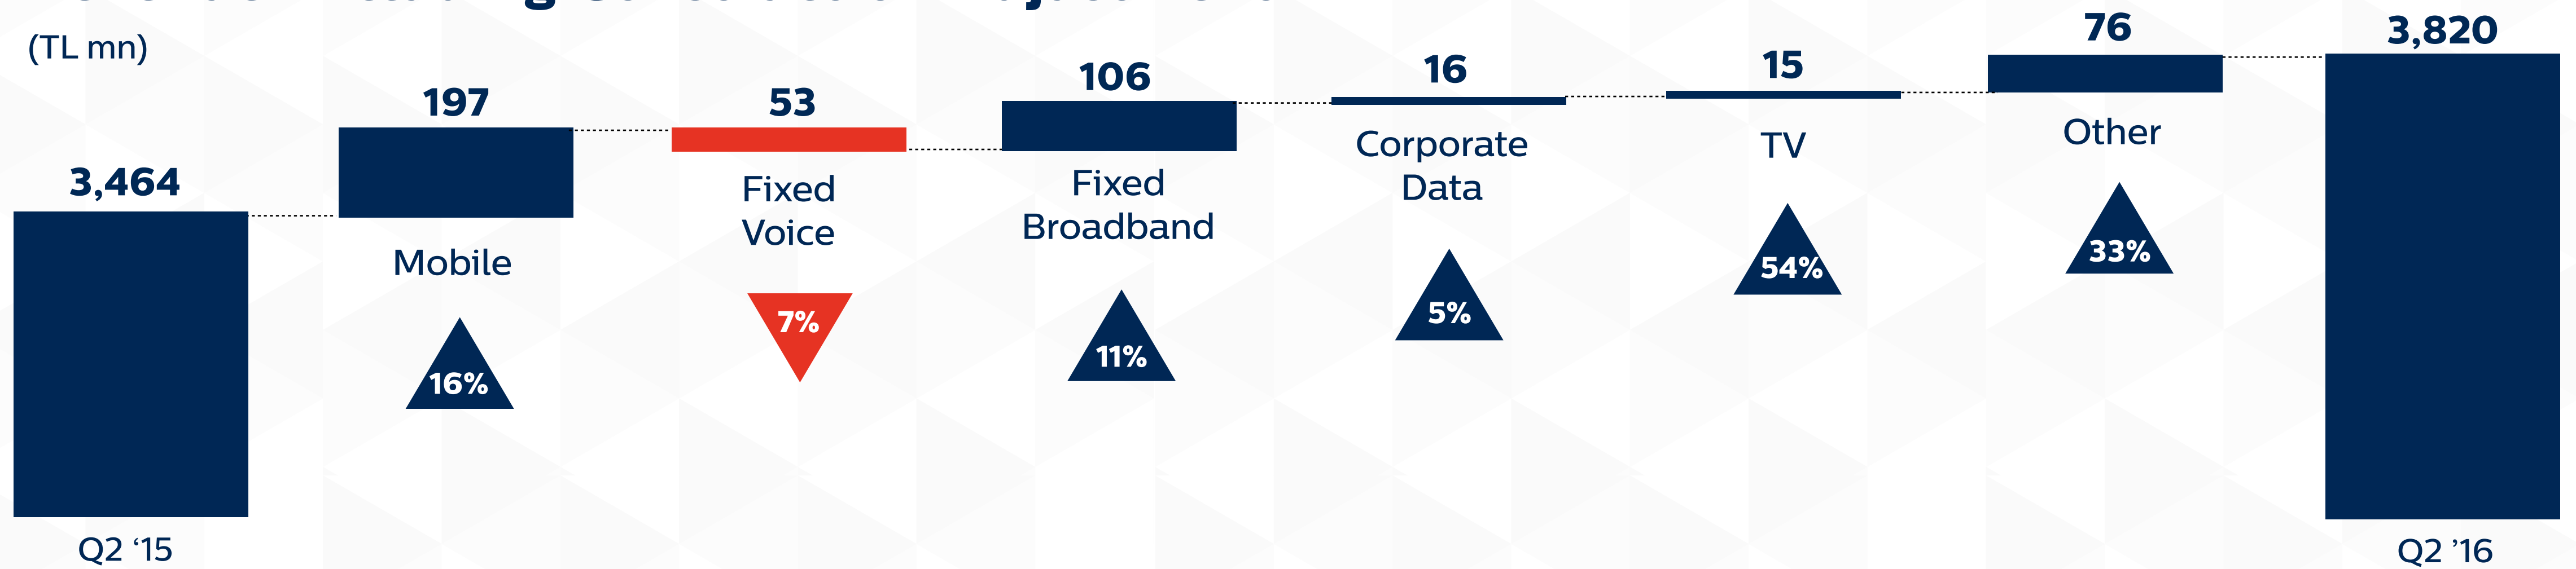 (TL mn)
3,464
Q2 ‘15
197
Mobile
16%
53
Fixed
Voice
7%
106
Fixed
Broadband
11%
16
Corporate
Data
5%
15
TV
54%
76
Other
33%
3,820
Q2 ’16